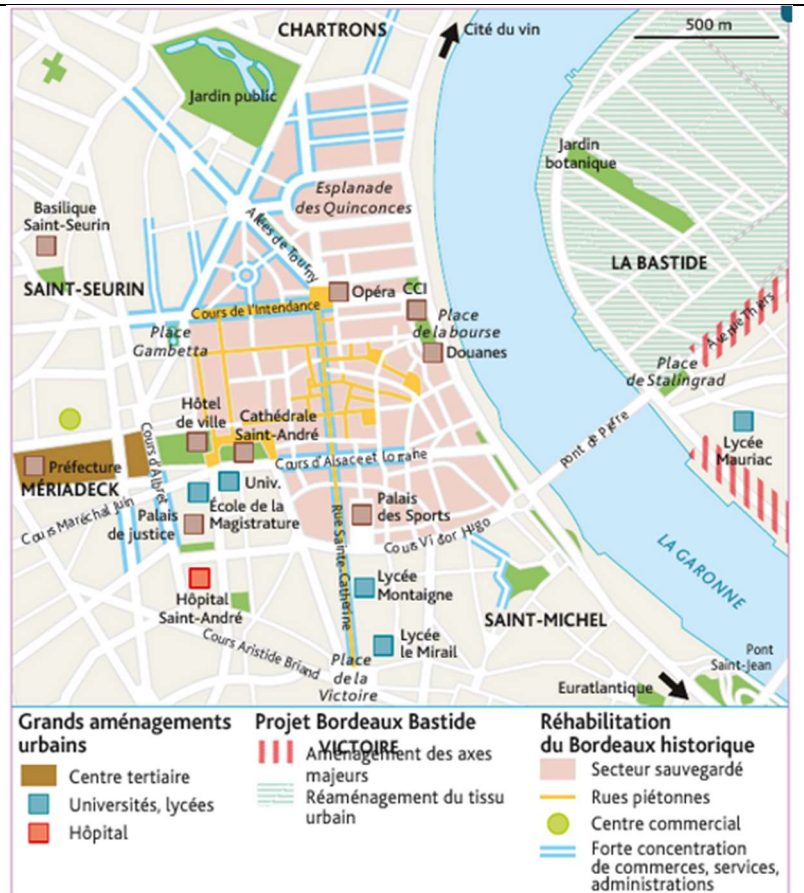 CHARTRONS
Cité du vin
500 m
Jardin public
Jardin
botanique
Esplanade
des Quinconces
Basilique
Saint-Seurin
Allées de Tourny
LA BASTIDE
SAINT-SEURIN
Opéra
CCI
Cours de l'Intendance
Place
de la bourse
Avenue Thiers
Place
Gambetta
Douanes
Place
de Stalingrad
Hôtel
de ville
Cathédrale
Saint-André
Pont de Pierre
Lycée
Mauriac
Cours d'Albret
Cours d'Alsace et Lorraine
Préfecture
MÉRIADECK
Univ.
École de la
Magistrature
Palais
des Sports
Cours Maréchal Juin
Palais
de justice
Rue Sainte-Catherine
Cours Victor Hugo
LA GARONNE
Hôpital
Saint-André
Lycée
Montaigne
SAINT-MICHEL
Cours Aristide Briand
Lycée
le Mirail
Place
de la
Victoire
Pont
Saint-Jean
Euratlantique
Grands aménagements
urbains
Centre tertiaire
Universités, lycées
Hôpital
Projet Bordeaux Bastide
VICTOIRE
Aménagement des axes
majeurs
Réaménagement du tissu
urbain
Réhabilitation
du Bordeaux historique
Secteur sauvegardé
Rues piétonnes
Centre commercial
Forte concentration
de commerces, services,
administrations